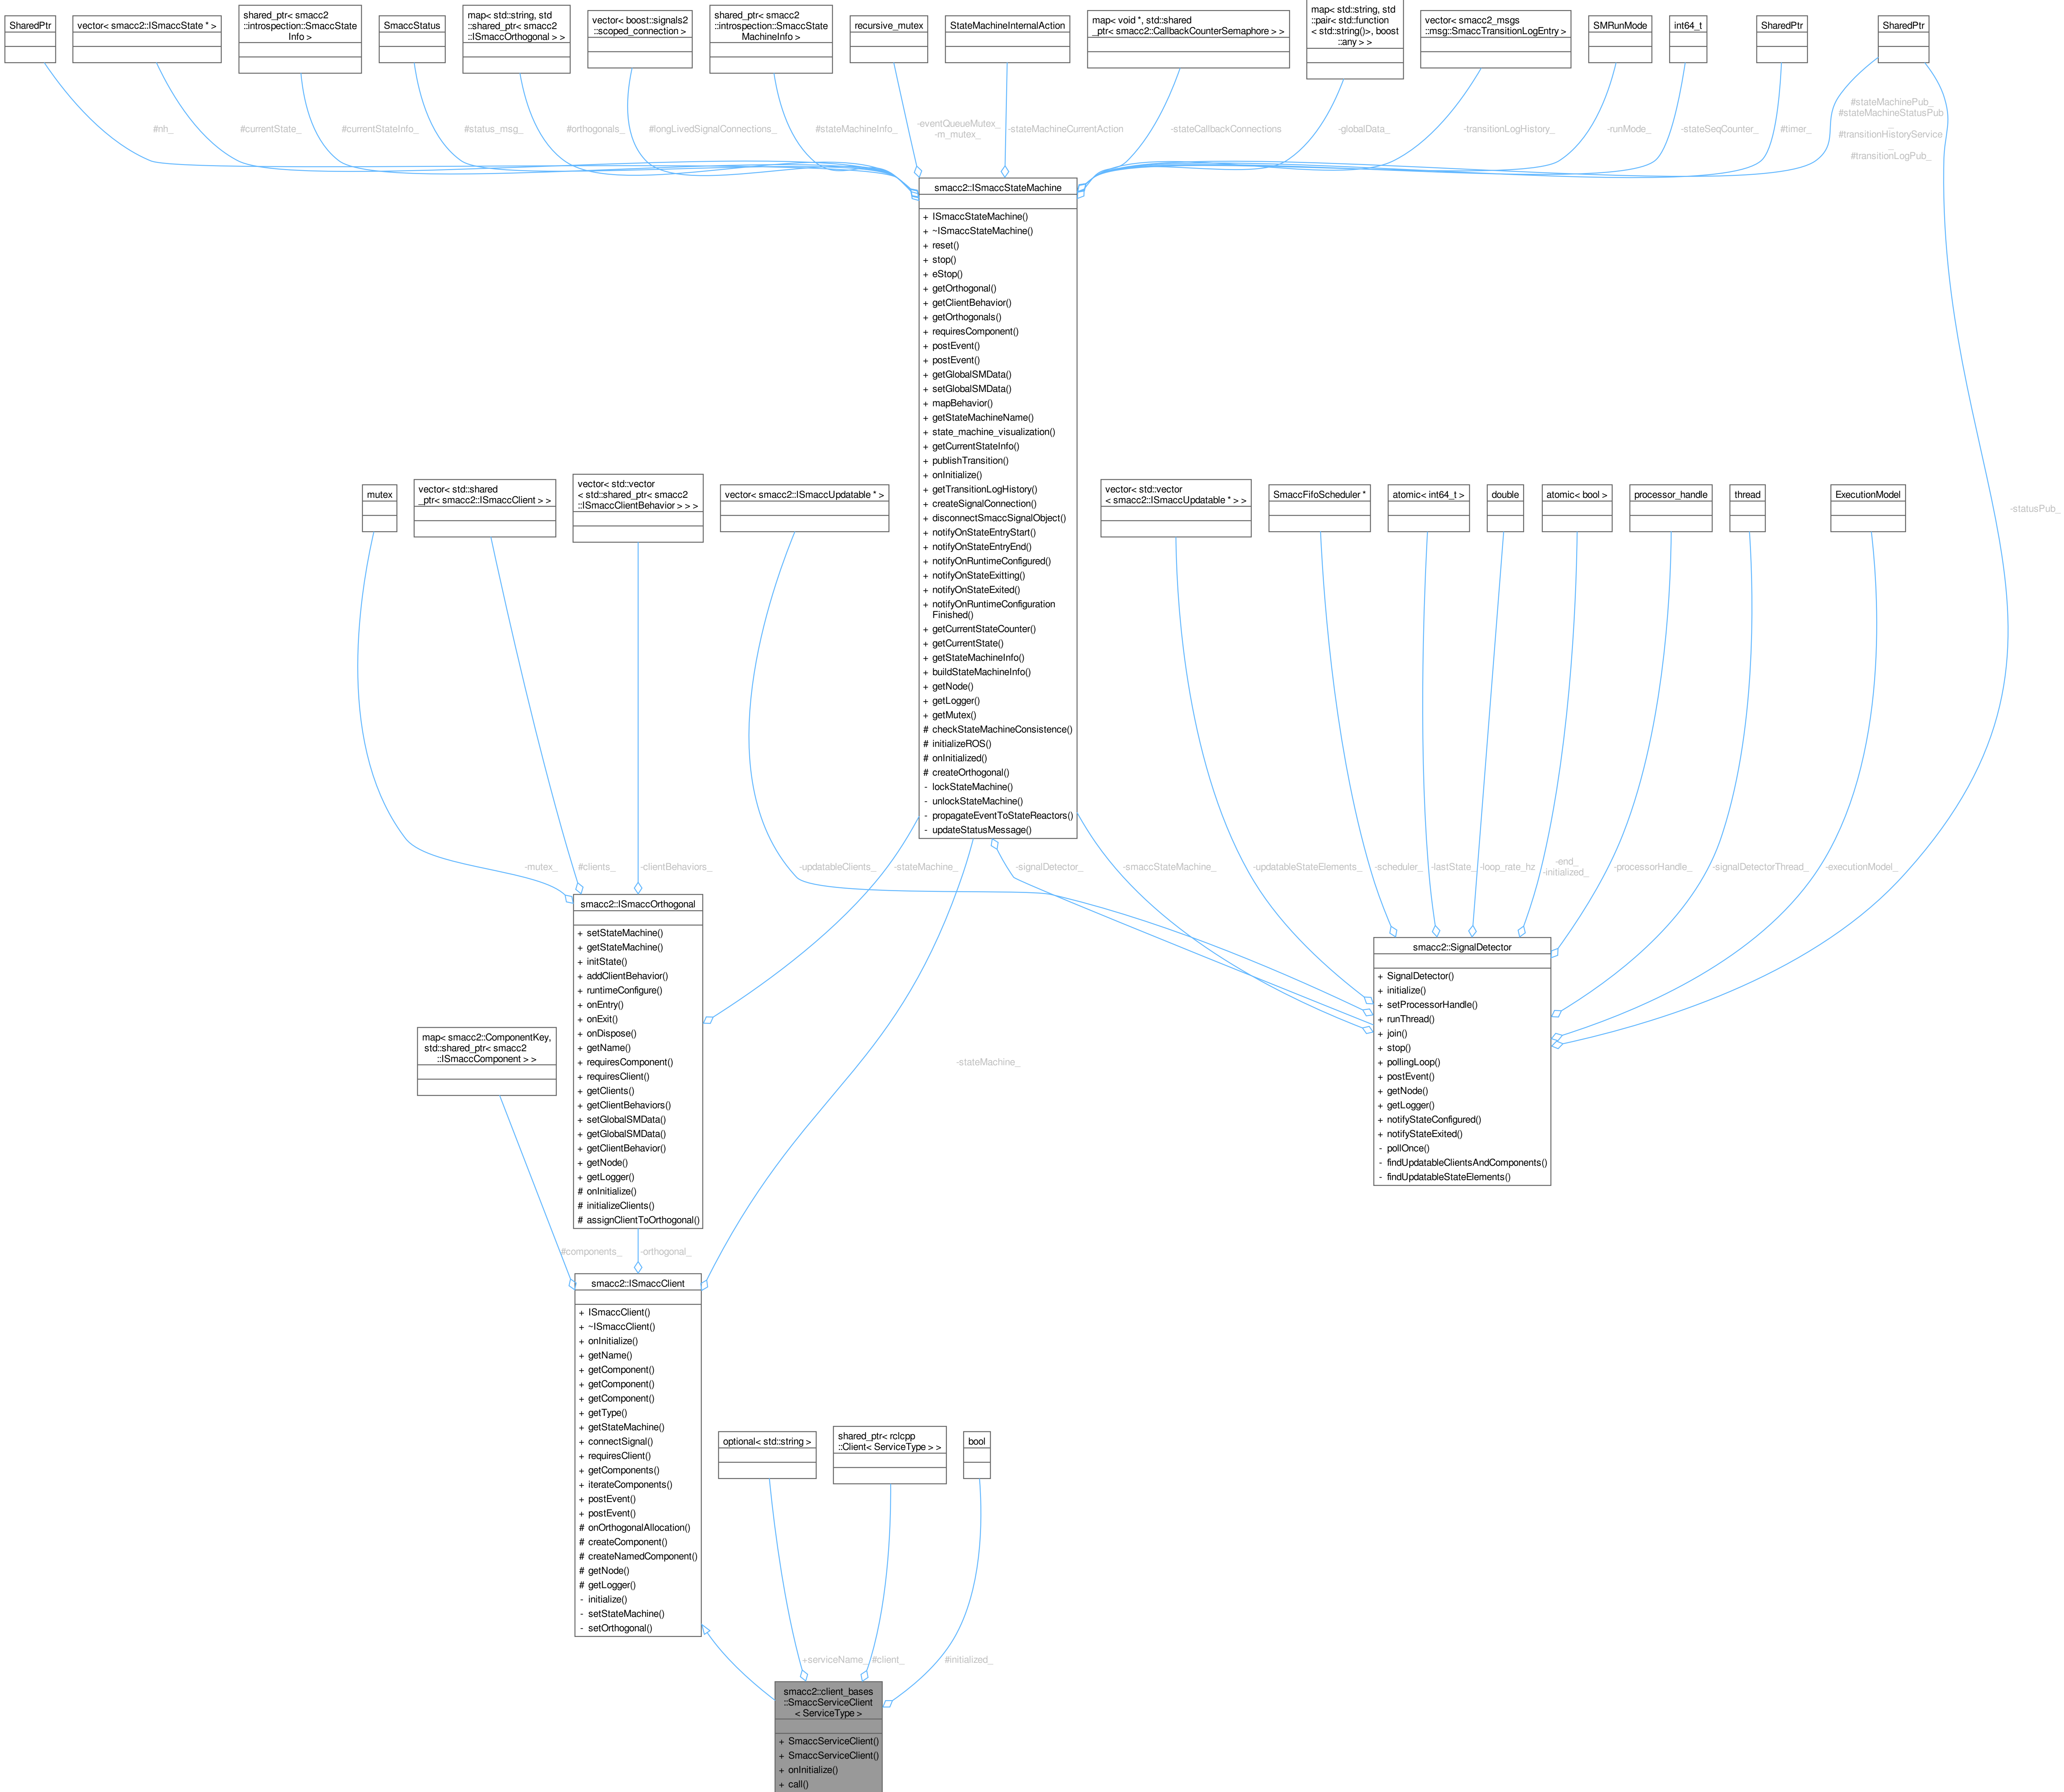 SharedPtr
vector< smacc2::ISmaccState * >
shared_ptr< smacc2
::introspection::SmaccState
Info >
SmaccStatus
map< std::string, std
::shared_ptr< smacc2
::ISmaccOrthogonal > >
vector< boost::signals2
::scoped_connection >
shared_ptr< smacc2
::introspection::SmaccState
MachineInfo >
recursive_mutex
StateMachineInternalAction
map< void *, std::shared
_ptr< smacc2::CallbackCounterSemaphore > >
map< std::string, std
::pair< std::function
< std::string()>, boost
::any > >
vector< smacc2_msgs
::msg::SmaccTransitionLogEntry >
SMRunMode
int64_t
SharedPtr
SharedPtr
#nh_
#currentState_
#currentStateInfo_
#status_msg_
#orthogonals_
#longLivedSignalConnections_
#stateMachineInfo_
-eventQueueMutex_
-m_mutex_
-stateMachineCurrentAction
-stateCallbackConnections
-globalData_
-transitionLogHistory_
-runMode_
-stateSeqCounter_
#timer_
#stateMachinePub_
#stateMachineStatusPub
_
#transitionHistoryService
_
#transitionLogPub_
smacc2::ISmaccStateMachine
+ ISmaccStateMachine()
+ ~ISmaccStateMachine()
+ reset()
+ stop()
+ eStop()
+ getOrthogonal()
+ getClientBehavior()
+ getOrthogonals()
+ requiresComponent()
+ postEvent()
+ postEvent()
+ getGlobalSMData()
+ setGlobalSMData()
+ mapBehavior()
+ getStateMachineName()
+ state_machine_visualization()
+ getCurrentStateInfo()
+ publishTransition()
+ onInitialize()
+ getTransitionLogHistory()
+ createSignalConnection()
+ disconnectSmaccSignalObject()
+ notifyOnStateEntryStart()
+ notifyOnStateEntryEnd()
+ notifyOnRuntimeConfigured()
+ notifyOnStateExitting()
+ notifyOnStateExited()
+ notifyOnRuntimeConfiguration
Finished()
+ getCurrentStateCounter()
+ getCurrentState()
+ getStateMachineInfo()
+ buildStateMachineInfo()
+ getNode()
+ getLogger()
+ getMutex()
# checkStateMachineConsistence()
# initializeROS()
# onInitialized()
# createOrthogonal()
- lockStateMachine()
- unlockStateMachine()
- propagateEventToStateReactors()
- updateStatusMessage()
mutex
vector< std::shared
_ptr< smacc2::ISmaccClient > >
vector< std::vector
< std::shared_ptr< smacc2
::ISmaccClientBehavior > > >
vector< smacc2::ISmaccUpdatable * >
vector< std::vector
< smacc2::ISmaccUpdatable * > >
SmaccFifoScheduler *
atomic< int64_t >
double
atomic< bool >
processor_handle
thread
ExecutionModel
-statusPub_
-mutex_
#clients_
-clientBehaviors_
-updatableClients_
-stateMachine_
-signalDetector_
-smaccStateMachine_
-updatableStateElements_
-scheduler_
-lastState_
-loop_rate_hz
-end_
-initialized_
-processorHandle_
-signalDetectorThread_
-executionModel_
smacc2::ISmaccOrthogonal
+ setStateMachine()
+ getStateMachine()
+ initState()
+ addClientBehavior()
+ runtimeConfigure()
+ onEntry()
+ onExit()
+ onDispose()
+ getName()
+ requiresComponent()
+ requiresClient()
+ getClients()
+ getClientBehaviors()
+ setGlobalSMData()
+ getGlobalSMData()
+ getClientBehavior()
+ getNode()
+ getLogger()
# onInitialize()
# initializeClients()
# assignClientToOrthogonal()
smacc2::SignalDetector
+ SignalDetector()
+ initialize()
+ setProcessorHandle()
+ runThread()
+ join()
+ stop()
+ pollingLoop()
+ postEvent()
+ getNode()
+ getLogger()
+ notifyStateConfigured()
+ notifyStateExited()
- pollOnce()
- findUpdatableClientsAndComponents()
- findUpdatableStateElements()
map< smacc2::ComponentKey,
std::shared_ptr< smacc2
::ISmaccComponent > >
-stateMachine_
#components_
-orthogonal_
smacc2::ISmaccClient
+ ISmaccClient()
+ ~ISmaccClient()
+ onInitialize()
+ getName()
+ getComponent()
+ getComponent()
+ getComponent()
+ getType()
+ getStateMachine()
+ connectSignal()
+ requiresClient()
+ getComponents()
+ iterateComponents()
+ postEvent()
+ postEvent()
# onOrthogonalAllocation()
# createComponent()
# createNamedComponent()
# getNode()
# getLogger()
- initialize()
- setStateMachine()
- setOrthogonal()
optional< std::string >
shared_ptr< rclcpp
::Client< ServiceType > >
bool
+serviceName_
#client_
#initialized_
smacc2::client_bases
::SmaccServiceClient
< ServiceType >
+ SmaccServiceClient()
+ SmaccServiceClient()
+ onInitialize()
+ call()